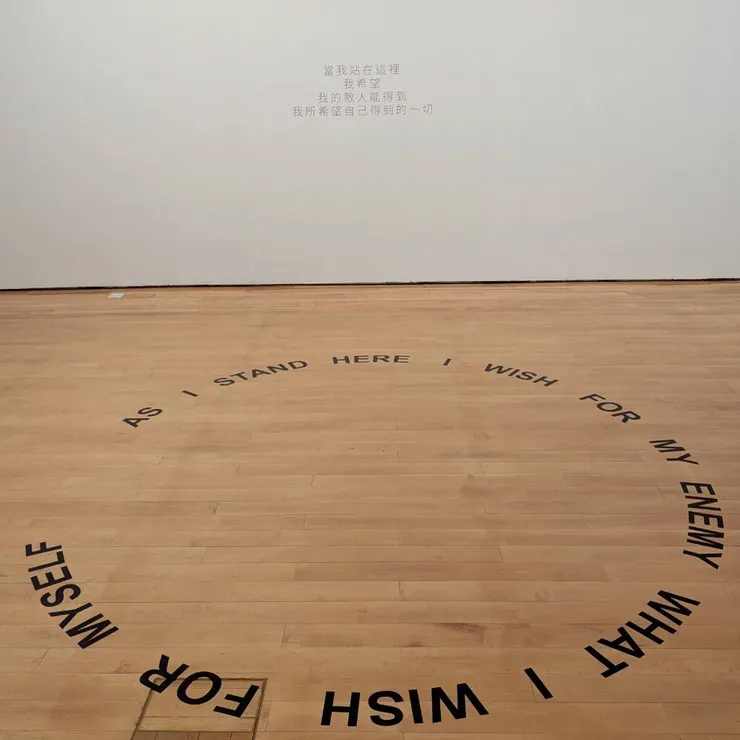 當我站在這裡
我希望
我的敵人能得到
我所希望自己得到的一切
AS I STAND HERE I WISH FOR MY ENEMY WHAT I WISH FOR MYSELF